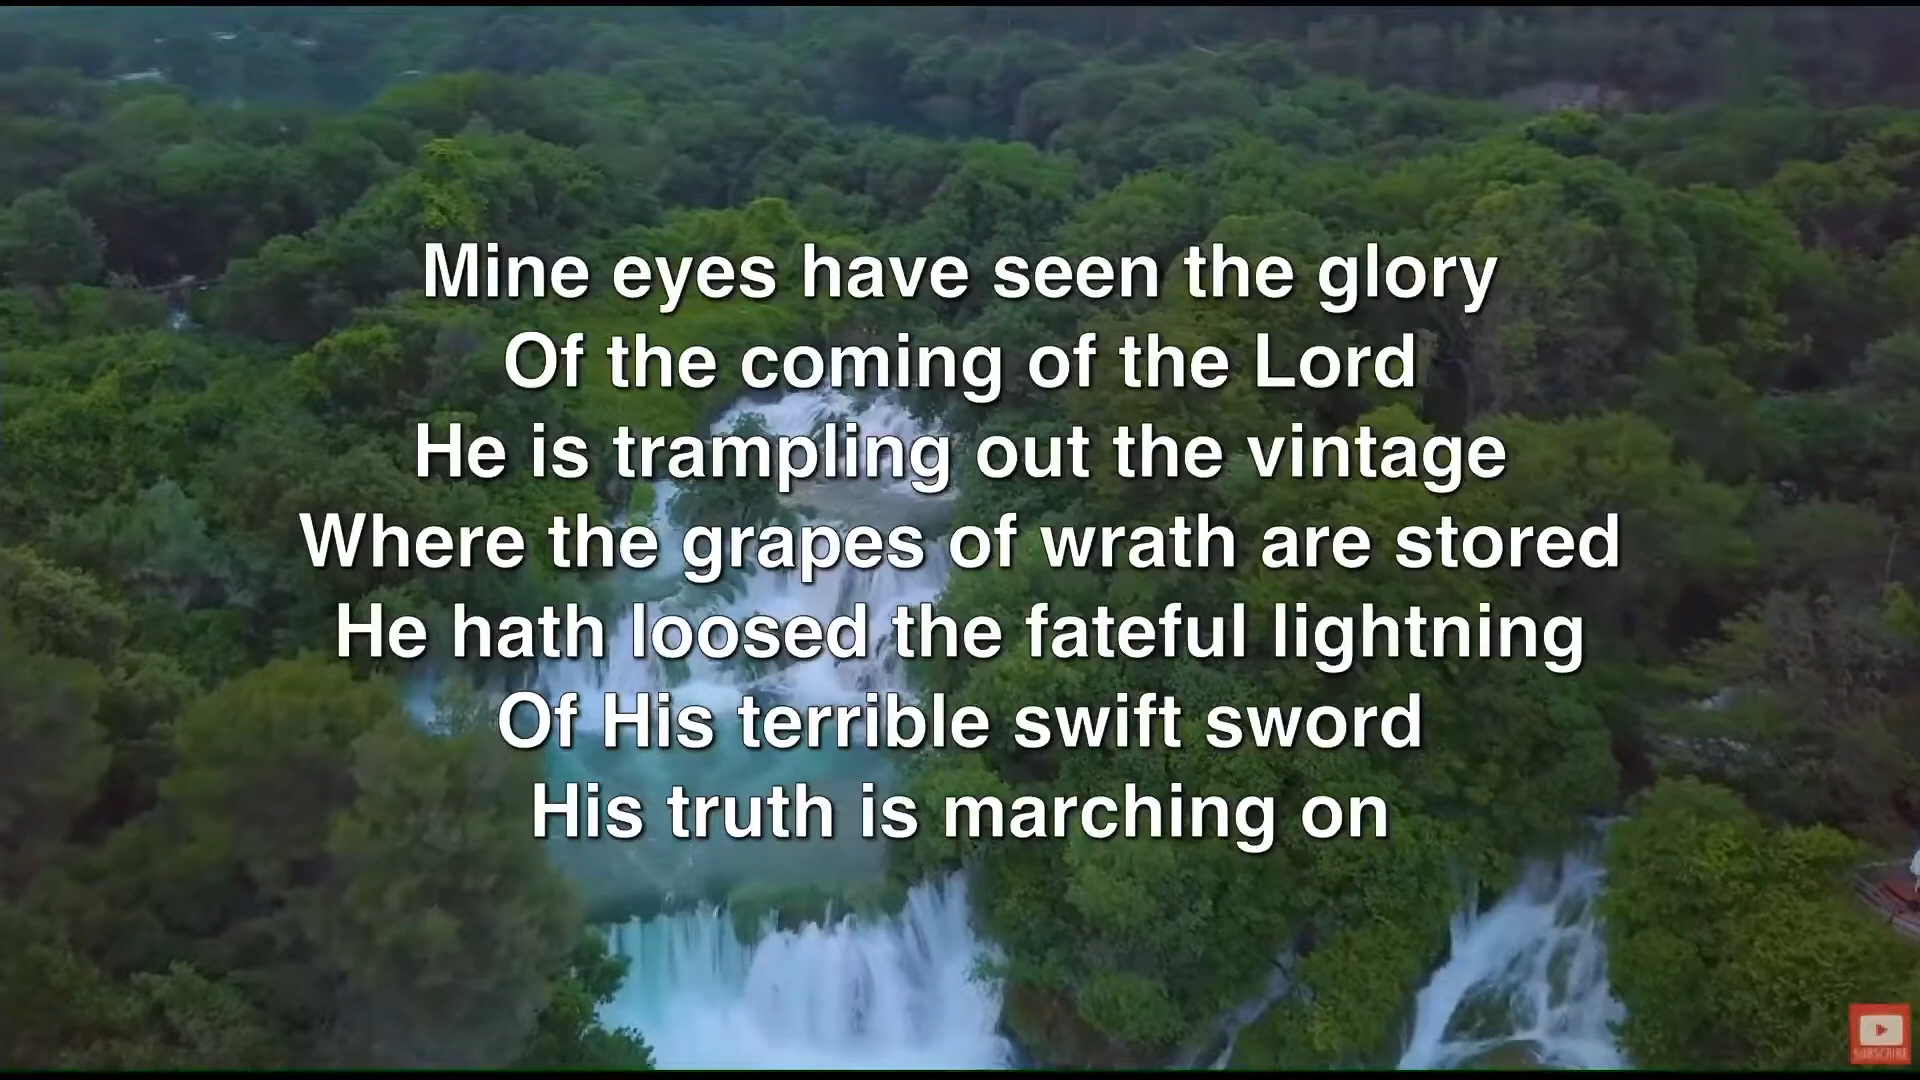 Mine eyes have seen the glory
Of the coming of the Lord
He is trampling out the vintage
Where the grapes of wrath are stored
He hath loosed the fateful lightning
Of His terrible swift sword
His truth is marching on
SUBSCRIBE